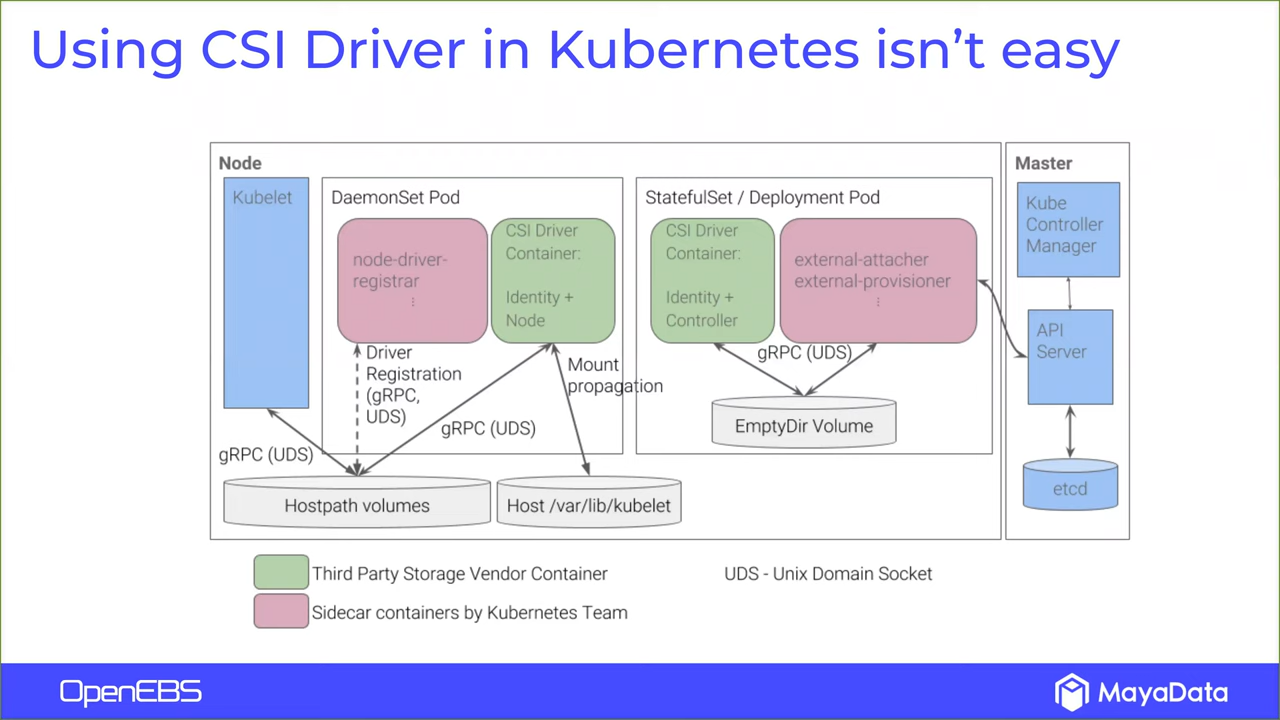 Using CSI Driver in Kubernetes isn’t easy
Node
Kubelet
DaemonSet Pod
node-driver-
registrar
⋮
CSI Driver
Container:
Identity +
Node
Driver
Registration
(gRPC,
UDS)
Mount
propagation
gRPC (UDS)
gRPC (UDS)
Hostpath volumes
Host /var/lib/kubelet
StatefulSet / Deployment Pod
CSI Driver
Container:
Identity +
Controller
external-attacher
external-provisioner
⋮
gRPC (UDS)
EmptyDir Volume
Master
Kube
Controller
Manager
API
Server
etcd
Third Party Storage Vendor Container
UDS - Unix Domain Socket
Sidecar containers by Kubernetes Team
OpenEBS
MayaData